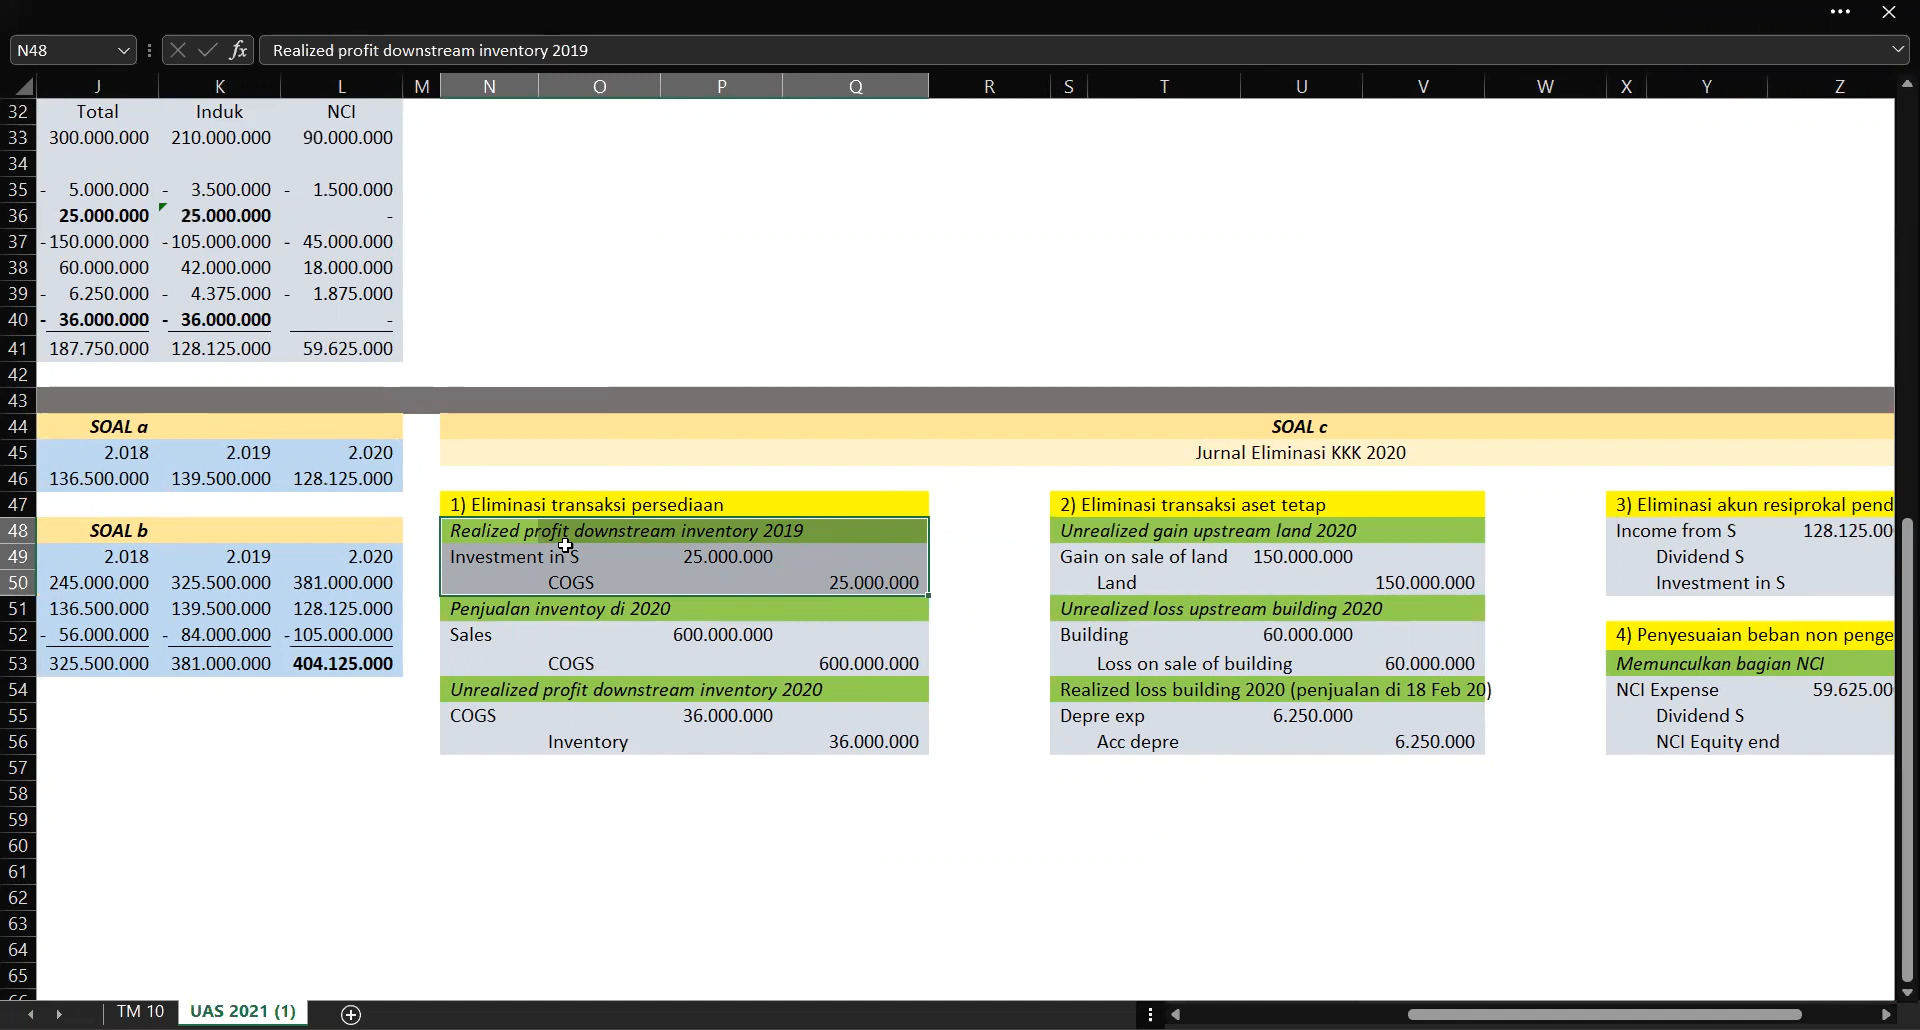 N48 fx Realized profit downstream inventory 2019
J K L M N O P Q R S T U V W X Y Z
32 Total Induk NCI
33 300.000.000 210.000.000 90.000.000
34
35 - 5.000.000 - 3.500.000 - 1.500.000
36 25.000.000 25.000.000 -
37 -150.000.000 -105.000.000 - 45.000.000
38 60.000.000 42.000.000 18.000.000
39 - 6.250.000 - 4.375.000 - 1.875.000
40 - 36.000.000 - 36.000.000 -
41 187.750.000 128.125.000 59.625.000
42
43
44 SOAL a SOAL c
45 2.018 2.019 2.020 Jurnal Eliminasi KKK 2020
46 136.500.000 139.500.000 128.125.000
47 1) Eliminasi transaksi persediaan 2) Eliminasi transaksi aset tetap 3) Eliminasi akun resiprokal pend
48 SOAL b Realized profit downstream inventory 2019 Unrealized gain upstream land 2020 Income from S 128.125.00
49 2.018 2.019 2.020 Investment in S 25.000.000 Gain on sale of land 150.000.000 Dividend S
50 245.000.000 325.500.000 381.000.000 COGS 25.000.000 Land 150.000.000 Investment in S
51 136.500.000 139.500.000 128.125.000 Penjualan inventoy di 2020 Unrealized loss upstream building 2020
52 - 56.000.000 - 84.000.000 -105.000.000 Sales 600.000.000 Building 60.000.000 4) Penyesuaian beban non penge
53 325.500.000 381.000.000 404.125.000 COGS 600.000.000 Loss on sale of building 60.000.000 Memunculkan bagian NCI
54 Unrealized profit downstream inventory 2020 Realized loss building 2020 (penjualan di 18 Feb 20) NCI Expense 59.625.00
55 COGS 36.000.000 Depre exp 6.250.000 Dividend S
56 Inventory 36.000.000 Acc depre 6.250.000 NCI Equity end
57
58
59
60
61
62
63
64
65
TM 10 UAS 2021 (1)